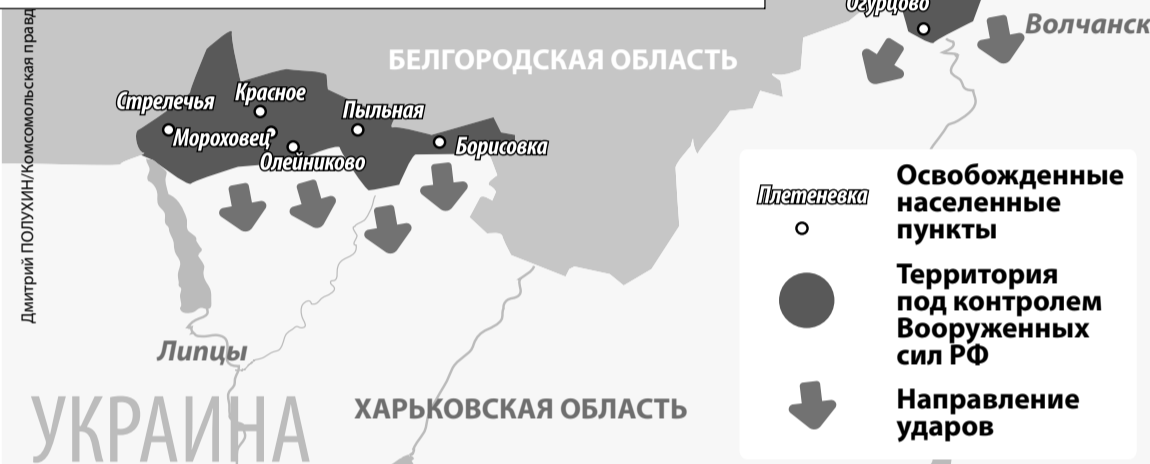 Огурцово
Волчанск
БЕЛГОРОДСКАЯ ОБЛАСТЬ
Стрелечья
Красное
Пыльная
Мороховец
Олейниково
Борисовка
Липцы
УКРАИНА
ХАРЬКОВСКАЯ ОБЛАСТЬ
Плетеневка
Освобожденные
населенные
пункты
Территория
под контролем
Вооруженных
сил РФ
Направление
ударов
Дмитрий ПОЛУХИН/Комсомольская правд